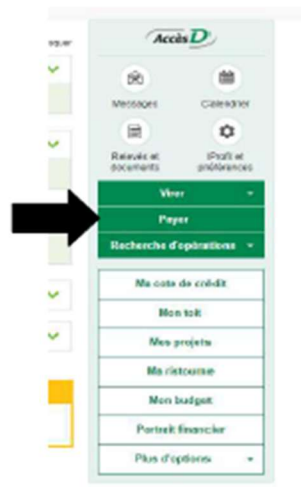 Accès D
Messages
Calendrier
Relevés et
documents
Profil et
préférences
Virer
Payer
Recherche d'opérations
Ma cote de crédit
Mon toit
Mes projets
Ma ristourne
Mon budget
Portrait financier
Plus d'options